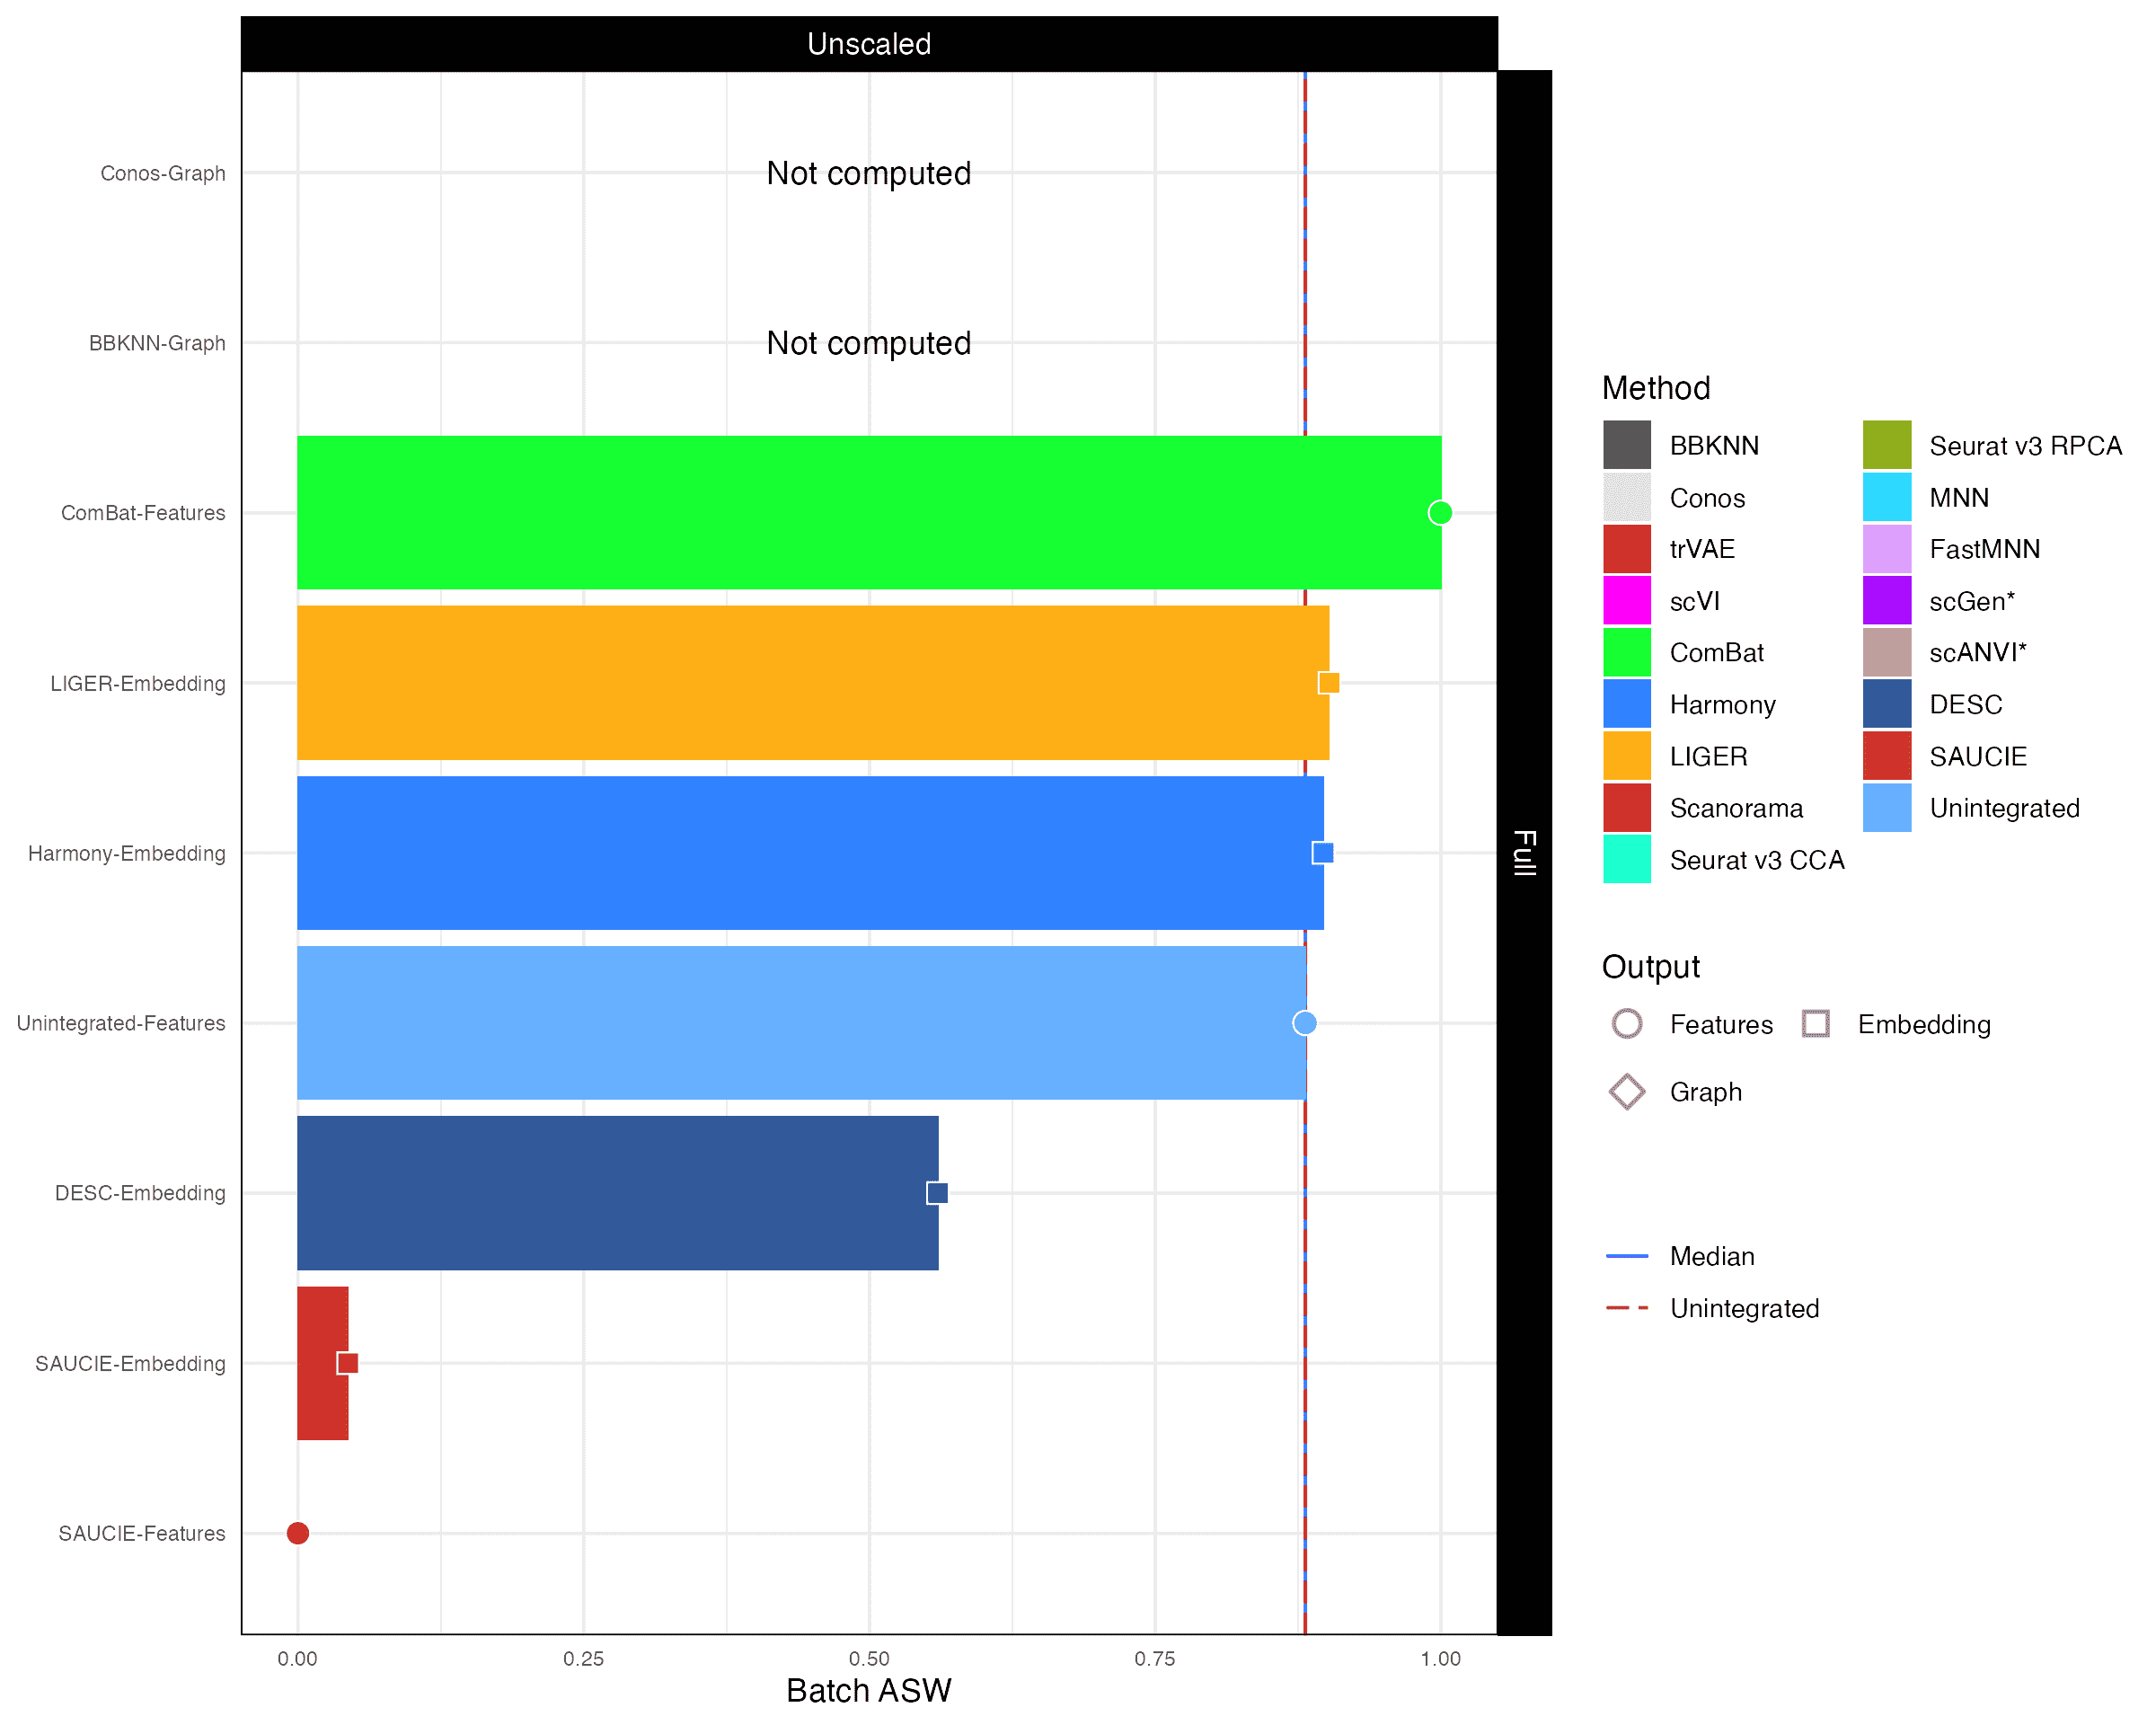 Unscaled
Conos-Graph
Not computed
BBKNN-Graph
Not computed
ComBat-Features
LIGER-Embedding
Harmony-Embedding
Unintegrated-Features
DESC-Embedding
SAUCIE-Embedding
SAUCIE-Features
0.00 0.25 0.50 0.75 1.00
Batch ASW
Full
Method
BBKNN
Conos
trVAE
scVI
ComBat
Harmony
LIGER
Scanorama
Seurat v3 CCA
Seurat v3 RPCA
MNN
FastMNN
scGen*
scANVI*
DESC
SAUCIE
Unintegrated
Output
Features Embedding
Graph
Median
Unintegrated